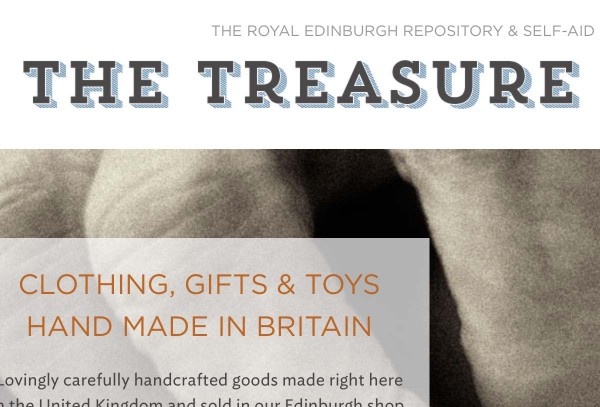 THE ROYAL EDINBURGH REPOSITORY & SELF-AID
THE TREASURE
CLOTHING, GIFTS & TOYS
HAND MADE IN BRITAIN
Lovingly carefully handcrafted goods made right here
the United Kingdom and sold in our Edinburgh shop